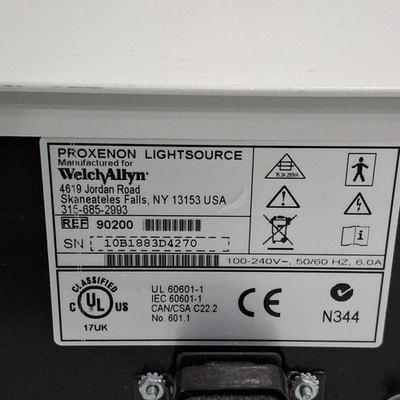 PROXENON LIGHTSOURCE
Manufactured for
WelchAllyn®
4619 Jordan Road
Skaneateles Falls, NY 13153 USA
315-685-2993
REF 90200
SN 10B1883D4270
100-240V~, 50/60 HZ, 6.0A
CLASSIFIED
C UL US
17UK
UL 60601-1
IEC 60601-1
CAN/CSA C22.2
No. 601.1
CE
N344